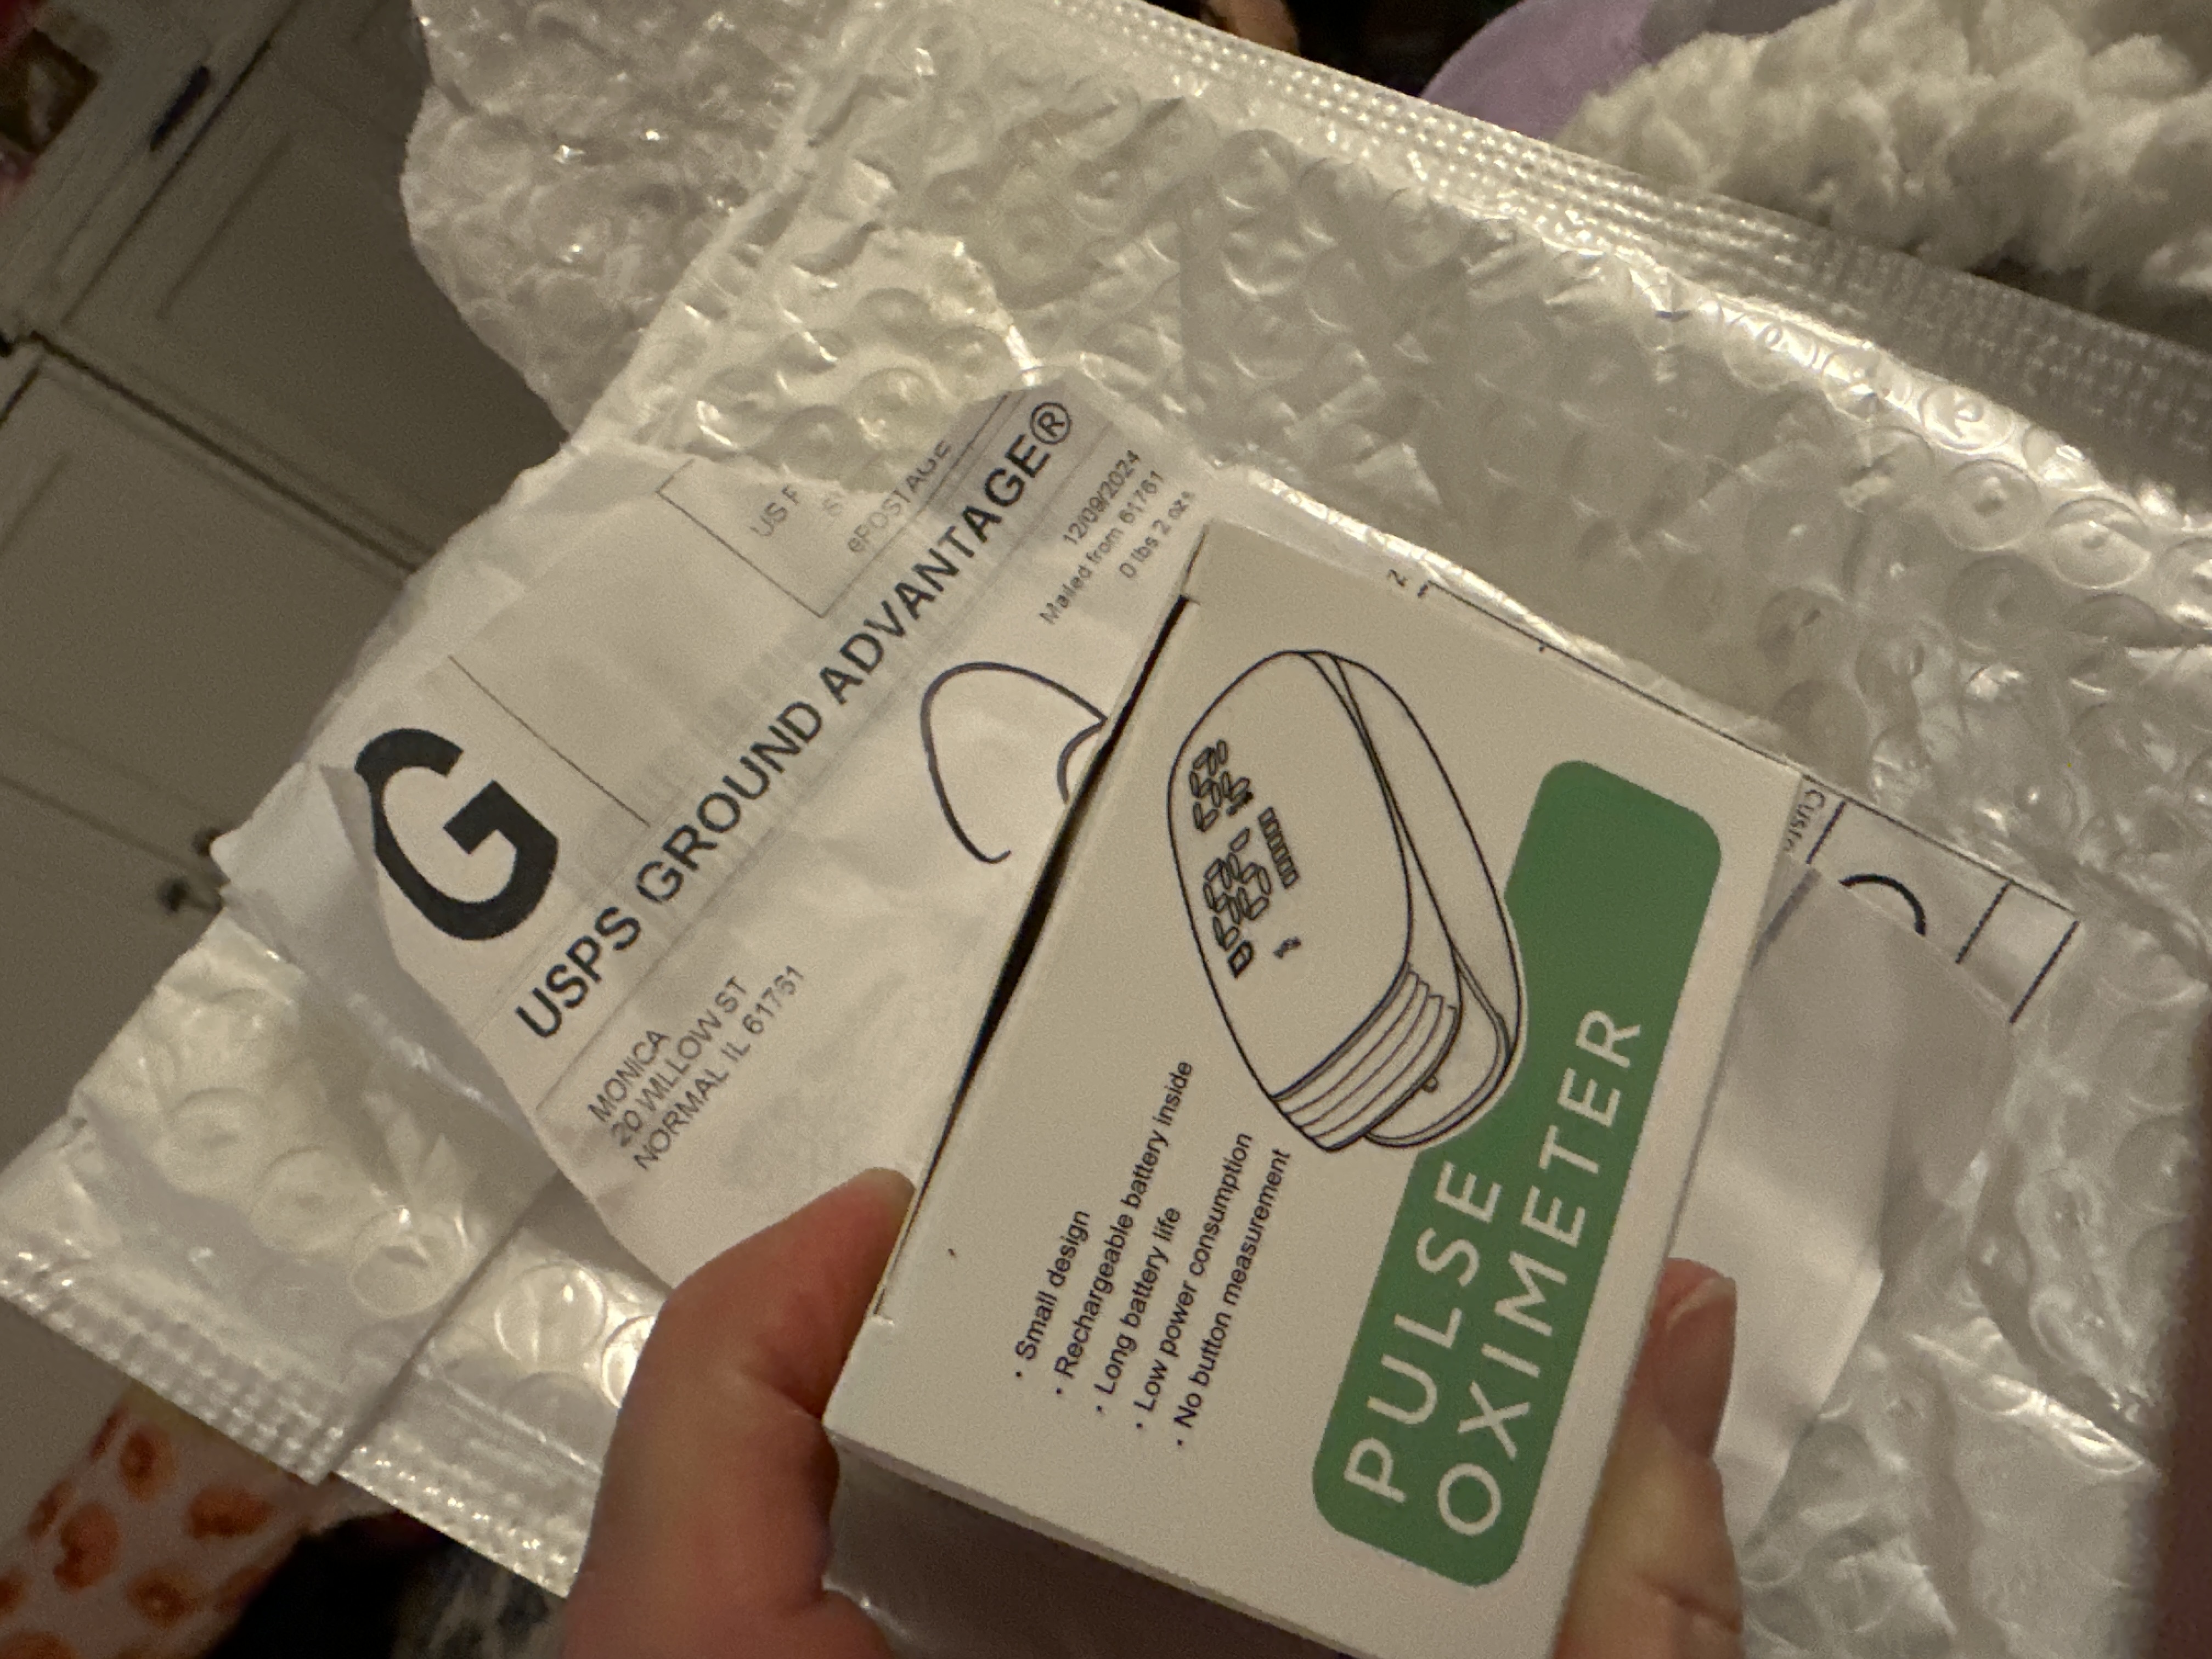 G
US P
ePOSTAGE
USPS GROUND ADVANTAGE®
12/09/2024
Mailed from 61761
0 lbs 2 ozs
MONICA
20 WILLOW ST
NORMAL IL 61761
PULSE
OXIMETER
· Small design
· Rechargeable battery inside
· Long battery life
· Low power consumption
· No button measurement